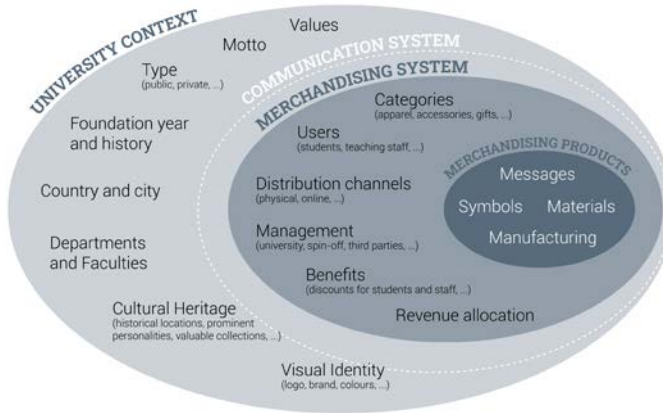 UNIVERSITY CONTEXT
Values
Motto
Type
(public, private, ...)
Foundation year
and history
Country and city
Departments
and Faculties
Cultural Heritage
(historical locations, prominent
personalities, valuable collections, ...)
Visual Identity
(logo, brand, colours, ...)
COMMUNICATION SYSTEM
MERCHANDISING SYSTEM
Categories
(apparel, accessories, gifts, ...)
Users
(students, teaching staff, ...)
Distribution channels
(physical, online, ...)
Management
(university, spin-off, third parties, ...)
Benefits
(discounts for students and staff, ...)
Revenue allocation
MERCHANDISING PRODUCTS
Messages
Symbols Materials
Manufacturing